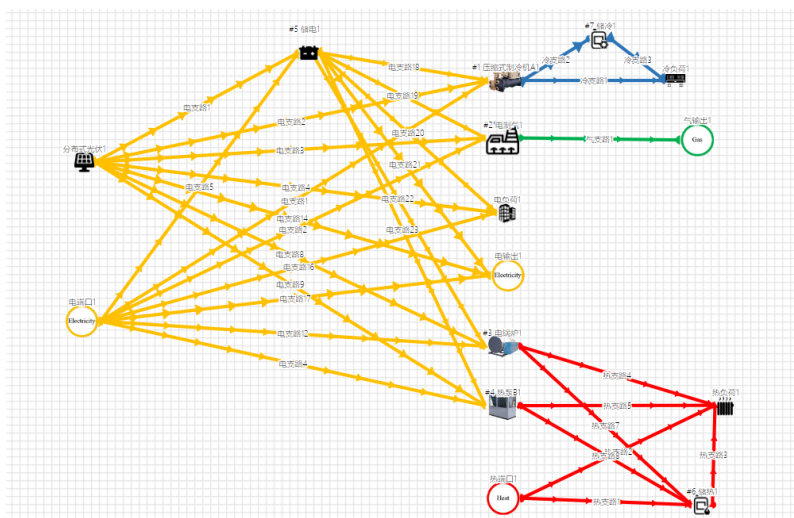 #5 储电1
#7 储冷1
电支路18
#1 压缩式制冷机A1
冷支路2
冷支路3
冷负荷1
冷支路1
电支路1
电支路19
电支路2
#2 电制气1
气输出1
电支路20
气支路1
Gas
分布式光伏1
电支路3
电支路21
电支路5
电支路4
电支路22
电负荷1
电支路1
电支路14
电支路2
电支路23
电支路8
电输出1
电支路16
Electricity
电支路9
电端口1
电支路17
Electricity
电支路12
#3 电锅炉1
电支路4
热支路4
#4 热泵B1
热负荷1
热支路5
热支路7
热支路2
热支路3
热端口1
#6 储热1
Heat
热支路1